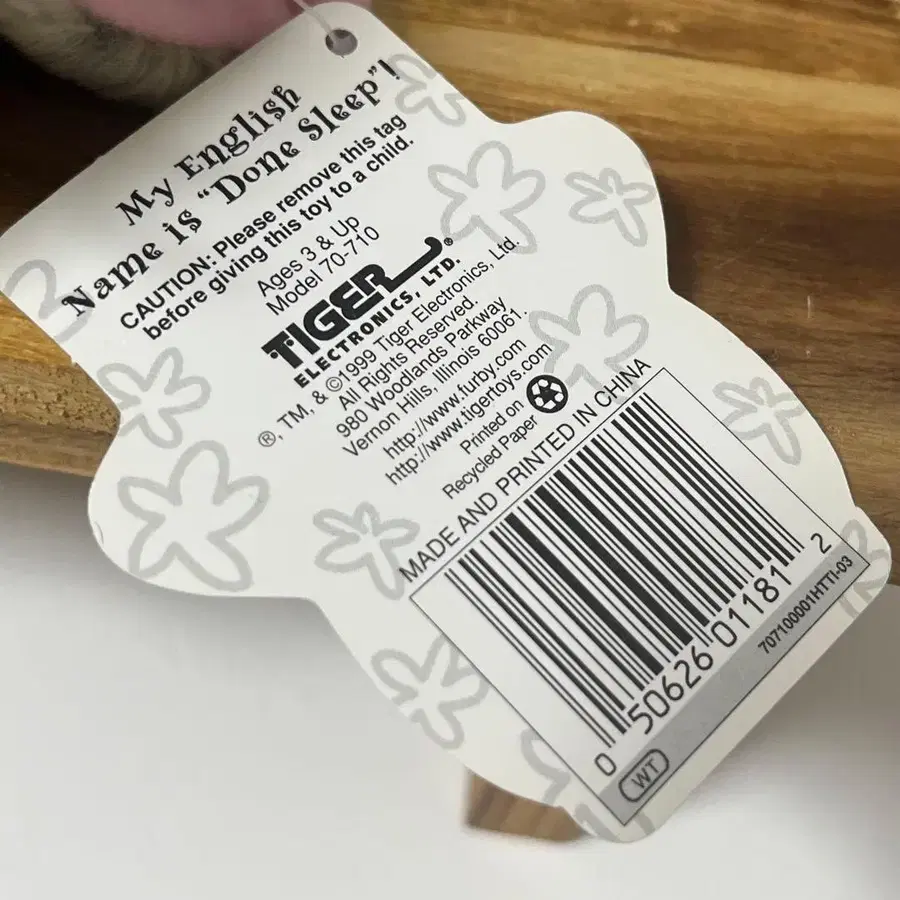 My English
Name is "Done Sleep"!
CAUTION: Please remove this tag
before giving this toy to a child.
Ages 3 & Up
Model 70-710
TIGER®
ELECTRONICS, LTD.
®, TM, & ©1999 Tiger Electronics, Ltd.
All Rights Reserved.
980 Woodlands Parkway
Vernon Hills, Illinois 60061.
http://www.furby.com
http://www.tigertoys.com
Printed on
Recycled Paper
MADE AND PRINTED IN CHINA
0 50626 01181 2
WT
707100001HTTI-03